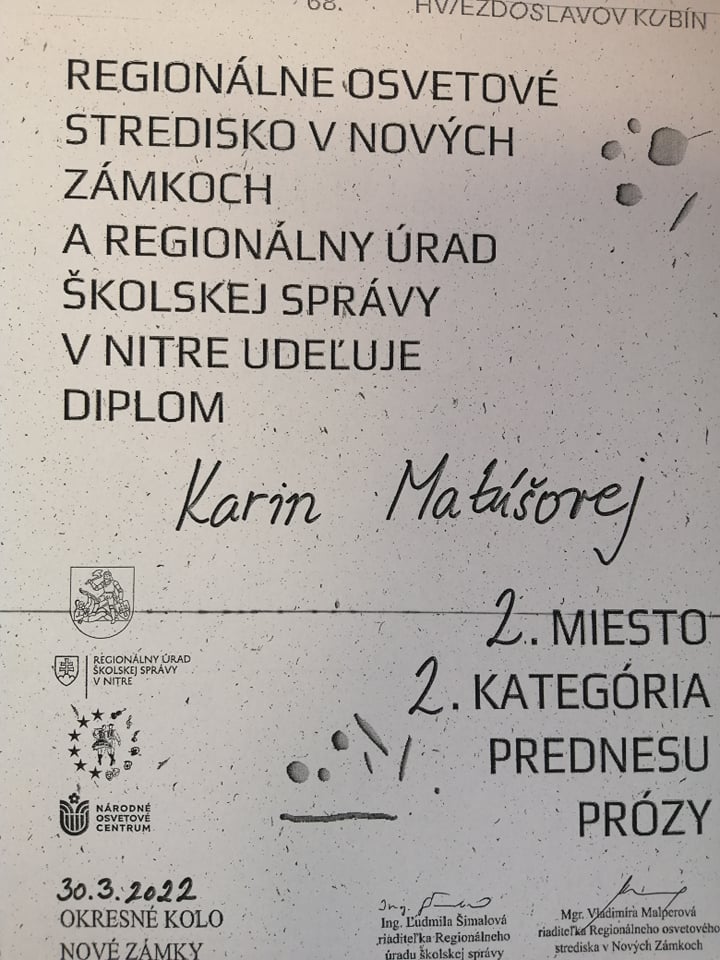 68. HVIEZDOSLAVOV KUBÍN
REGIONÁLNE OSVETOVÉ
STREDISKO V NOVÝCH
ZÁMKOCH
A REGIONÁLNY ÚRAD
ŠKOLSKEJ SPRÁVY
V NITRE UDEĽUJE
DIPLOM
Karin Matúšovej
2. MIESTO
2. KATEGÓRIA
PREDNESU
PRÓZY
REGIONÁLNY ÚRAD
ŠKOLSKEJ SPRÁVY
V NITRE
NÁRODNÉ
OSVETOVÉ
CENTRUM
30.3.2022
OKRESNÉ KOLO
NOVÉ ZÁMKY
Ing.
Ing. Ľudmila Šimalová
riaditeľka Regionálneho
úradu školskej správy
Mgr. Vladimíra Malperová
riaditeľka Regionálneho osvetového
strediska v Nových Zámkoch